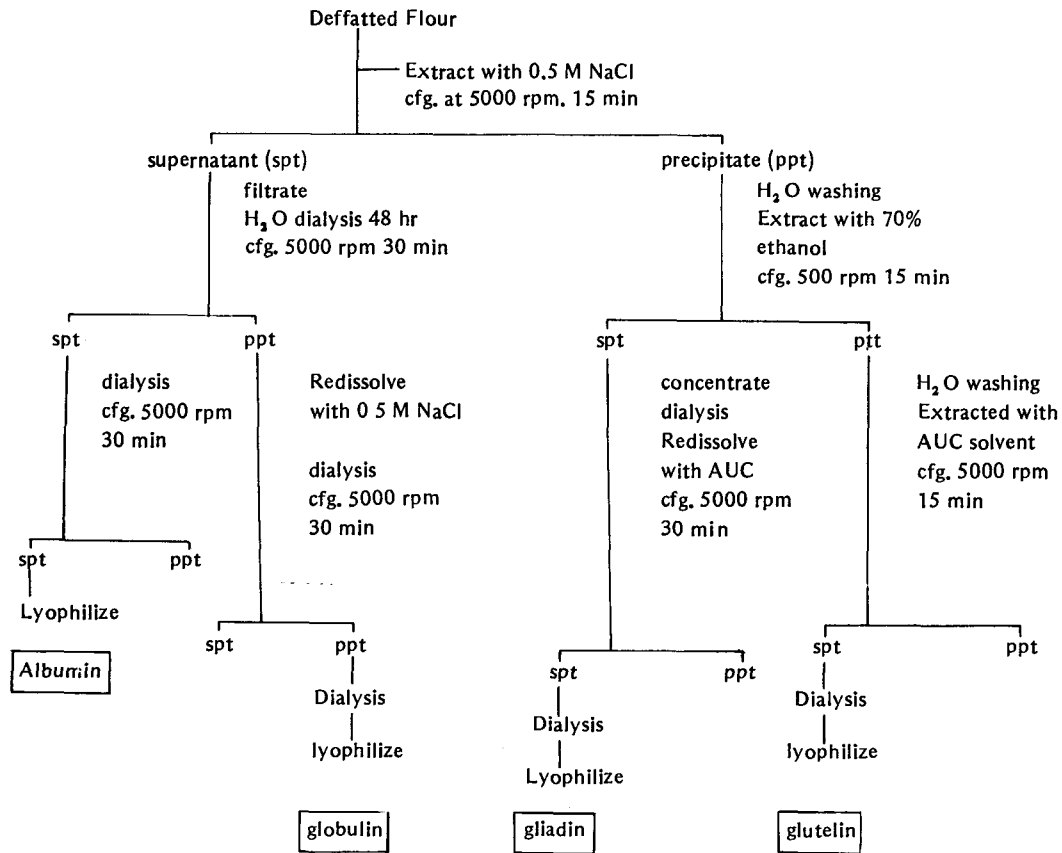 Deffatted Flour
Extract with 0.5 M NaCl
cfg. at 5000 rpm. 15 min
supernatant (spt)
filtrate
H₂O dialysis 48 hr
cfg. 5000 rpm 30 min
precipitate (ppt)
H₂O washing
Extract with 70%
ethanol
cfg. 500 rpm 15 min
spt
dialysis
cfg. 5000 rpm
30 min
ppt
Redissolve
with 0 5 M NaCl
dialysis
cfg. 5000 rpm
30 min
spt
concentrate
dialysis
Redissolve
with AUC
cfg. 5000 rpm
30 min
ptt
H₂O washing
Extracted with
AUC solvent
cfg. 5000 rpm
15 min
spt
ppt
Lyophilize
Albumin
spt
ppt
Dialysis
lyophilize
globulin
spt
ppt
Dialysis
Lyophilize
gliadin
spt
ppt
Dialysis
lyophilize
glutelin